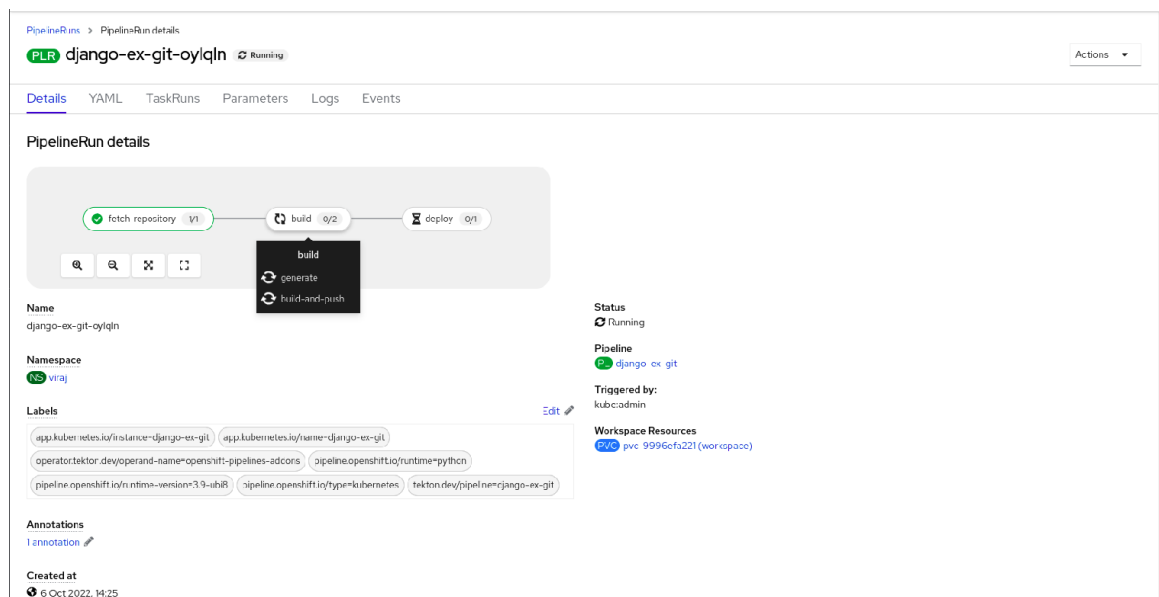 PipelineRuns > PipelineRun details
PLR django-ex-git-oylqln Running
Actions
Details YAML TaskRuns Parameters Logs Events
PipelineRun details
fetch-repository 1/1
build 0/2
deploy 0/1
build
generate
build-and-push
Name
django-ex-git-oylqln
Namespace
NS viraj
Labels
Edit
app.kubernetes.io/instance=django-ex-git app.kubernetes.io/name=django-ex-git
operator.tekton.dev/operand-name=openshift-pipelines-addons pipeline.openshift.io/runtime=python
pipeline.openshift.io/runtime-version=3.9-ubi8 pipeline.openshift.io/type=kubernetes tekton.dev/pipeline=django-ex-git
Annotations
1 annotation
Created at
6 Oct 2022, 14:25
Status
Running
Pipeline
PL django-ex-git
Triggered by:
kube:admin
Workspace Resources
PVC pvc-9996efa221 (workspace)